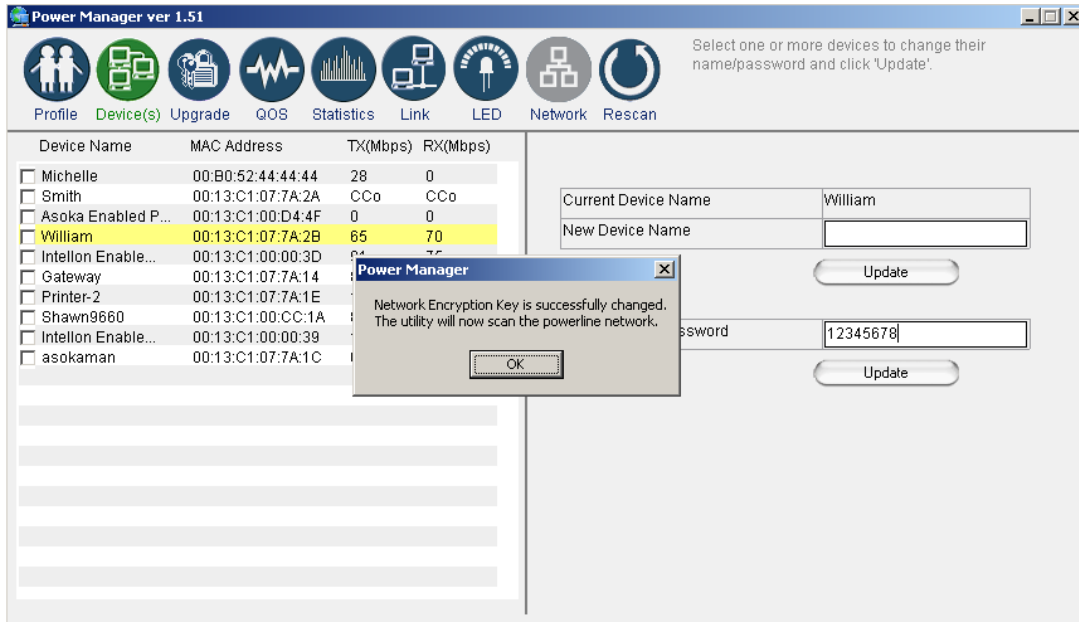 Power Manager ver 1.51
Select one or more devices to change their
name/password and click 'Update'.
Profile Device(s) Upgrade QOS Statistics Link LED Network Rescan
Device Name MAC Address TX(Mbps) RX(Mbps)
Michelle 00:B0:52:44:44:44 28 0
Smith 00:13:C1:07:7A:2A CCo CCo
Asoka Enabled P... 00:13:C1:00:D4:4F 0 0
William 00:13:C1:07:7A:2B 65 70
Intellon Enable... 00:13:C1:00:00:3D
Gateway 00:13:C1:07:7A:14
Printer-2 00:13:C1:07:7A:1E
Shawn9660 00:13:C1:00:CC:1A
Intellon Enable... 00:13:C1:00:00:39
asokaman 00:13:C1:07:7A:1C
Current Device Name William
New Device Name
Update
Power Manager
Network Encryption Key is successfully changed.
The utility will now scan the powerline network.
OK
12345678
Update